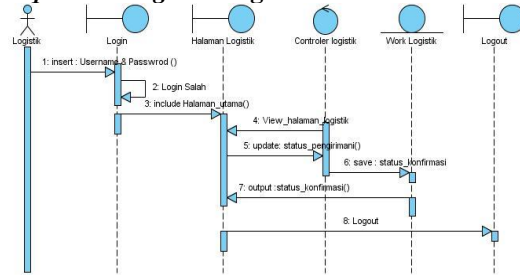 Logistik
Login
Halaman Logistik
Controler logistik
Work Logistik
Logout
1: insert : Username & Passwrod ()
2: Login Salah
3: include Halaman_utama()
4: View_halaman_logistik
5: update: status_pengirimani()
6: save : status_konfirmasi
7: output :status_konfirmasi()
8: Logout